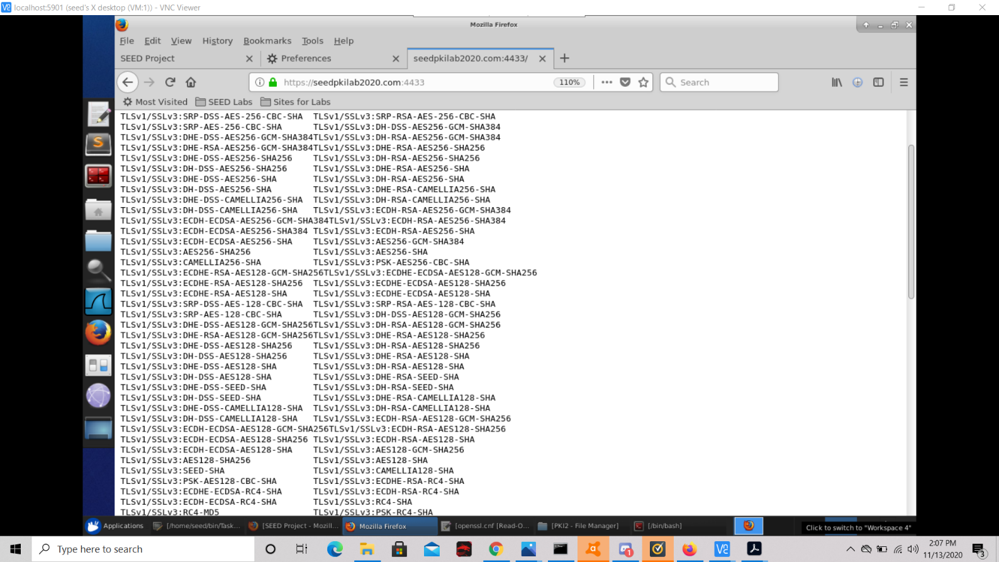 localhost:5901 (seed's X desktop (VM:1)) - VNC Viewer
Mozilla Firefox
File Edit View History Bookmarks Tools Help
SEED Project Preferences seedpkilab2020.com:4433/
https://seedpkilab2020.com:4433 110% Search
Most Visited SEED Labs Sites for Labs
TLSv1/SSLv3:SRP-DSS-AES-256-CBC-SHA TLSv1/SSLv3:SRP-RSA-AES-256-CBC-SHA
TLSv1/SSLv3:SRP-AES-256-CBC-SHA TLSv1/SSLv3:DH-DSS-AES256-GCM-SHA384
TLSv1/SSLv3:DHE-DSS-AES256-GCM-SHA384TLSv1/SSLv3:DH-RSA-AES256-GCM-SHA384
TLSv1/SSLv3:DHE-RSA-AES256-GCM-SHA384TLSv1/SSLv3:DHE-RSA-AES256-SHA256
TLSv1/SSLv3:DHE-DSS-AES256-SHA256 TLSv1/SSLv3:DH-RSA-AES256-SHA256
TLSv1/SSLv3:DH-DSS-AES256-SHA256 TLSv1/SSLv3:DHE-RSA-AES256-SHA
TLSv1/SSLv3:DHE-DSS-AES256-SHA TLSv1/SSLv3:DH-RSA-AES256-SHA
TLSv1/SSLv3:DH-DSS-AES256-SHA TLSv1/SSLv3:DHE-RSA-CAMELLIA256-SHA
TLSv1/SSLv3:DHE-DSS-CAMELLIA256-SHA TLSv1/SSLv3:DH-RSA-CAMELLIA256-SHA
TLSv1/SSLv3:DH-DSS-CAMELLIA256-SHA TLSv1/SSLv3:ECDH-RSA-AES256-GCM-SHA384
TLSv1/SSLv3:ECDH-ECDSA-AES256-GCM-SHA384TLSv1/SSLv3:ECDH-RSA-AES256-SHA384
TLSv1/SSLv3:ECDH-ECDSA-AES256-SHA384 TLSv1/SSLv3:ECDH-RSA-AES256-SHA
TLSv1/SSLv3:ECDH-ECDSA-AES256-SHA TLSv1/SSLv3:AES256-GCM-SHA384
TLSv1/SSLv3:AES256-SHA256 TLSv1/SSLv3:AES256-SHA
TLSv1/SSLv3:CAMELLIA256-SHA TLSv1/SSLv3:PSK-AES256-CBC-SHA
TLSv1/SSLv3:ECDHE-RSA-AES128-GCM-SHA256TLSv1/SSLv3:ECDHE-ECDSA-AES128-GCM-SHA256
TLSv1/SSLv3:ECDHE-RSA-AES128-SHA256 TLSv1/SSLv3:ECDHE-ECDSA-AES128-SHA256
TLSv1/SSLv3:ECDHE-RSA-AES128-SHA TLSv1/SSLv3:ECDHE-ECDSA-AES128-SHA
TLSv1/SSLv3:SRP-DSS-AES-128-CBC-SHA TLSv1/SSLv3:SRP-RSA-AES-128-CBC-SHA
TLSv1/SSLv3:SRP-AES-128-CBC-SHA TLSv1/SSLv3:DH-DSS-AES128-GCM-SHA256
TLSv1/SSLv3:DHE-DSS-AES128-GCM-SHA256TLSv1/SSLv3:DH-RSA-AES128-GCM-SHA256
TLSv1/SSLv3:DHE-RSA-AES128-GCM-SHA256TLSv1/SSLv3:DHE-RSA-AES128-SHA256
TLSv1/SSLv3:DHE-DSS-AES128-SHA256 TLSv1/SSLv3:DH-RSA-AES128-SHA256
TLSv1/SSLv3:DH-DSS-AES128-SHA256 TLSv1/SSLv3:DHE-RSA-AES128-SHA
TLSv1/SSLv3:DHE-DSS-AES128-SHA TLSv1/SSLv3:DH-RSA-AES128-SHA
TLSv1/SSLv3:DH-DSS-AES128-SHA TLSv1/SSLv3:DHE-RSA-SEED-SHA
TLSv1/SSLv3:DHE-DSS-SEED-SHA TLSv1/SSLv3:DH-RSA-SEED-SHA
TLSv1/SSLv3:DH-DSS-SEED-SHA TLSv1/SSLv3:DHE-RSA-CAMELLIA128-SHA
TLSv1/SSLv3:DHE-DSS-CAMELLIA128-SHA TLSv1/SSLv3:DH-RSA-CAMELLIA128-SHA
TLSv1/SSLv3:DH-DSS-CAMELLIA128-SHA TLSv1/SSLv3:ECDH-RSA-AES128-GCM-SHA256
TLSv1/SSLv3:ECDH-ECDSA-AES128-GCM-SHA256TLSv1/SSLv3:ECDH-RSA-AES128-SHA256
TLSv1/SSLv3:ECDH-ECDSA-AES128-SHA256 TLSv1/SSLv3:ECDH-RSA-AES128-SHA
TLSv1/SSLv3:ECDH-ECDSA-AES128-SHA TLSv1/SSLv3:AES128-GCM-SHA256
TLSv1/SSLv3:AES128-SHA256 TLSv1/SSLv3:AES128-SHA
TLSv1/SSLv3:SEED-SHA TLSv1/SSLv3:CAMELLIA128-SHA
TLSv1/SSLv3:PSK-AES128-CBC-SHA TLSv1/SSLv3:ECDHE-RSA-RC4-SHA
TLSv1/SSLv3:ECDHE-ECDSA-RC4-SHA TLSv1/SSLv3:ECDH-RSA-RC4-SHA
TLSv1/SSLv3:ECDH-ECDSA-RC4-SHA TLSv1/SSLv3:RC4-SHA
TLSv1/SSLv3:RC4-MD5 TLSv1/SSLv3:PSK-RC4-SHA
Applications [/home/seed/bin/Task... [SEED Project - Mozill... Mozilla Firefox [openssl.cnf [Read-O... [PKI2 - File Manager] [/bin/bash] Click to switch to "Workspace 4"
Type here to search 1 2:07 PM
11/13/2020 3